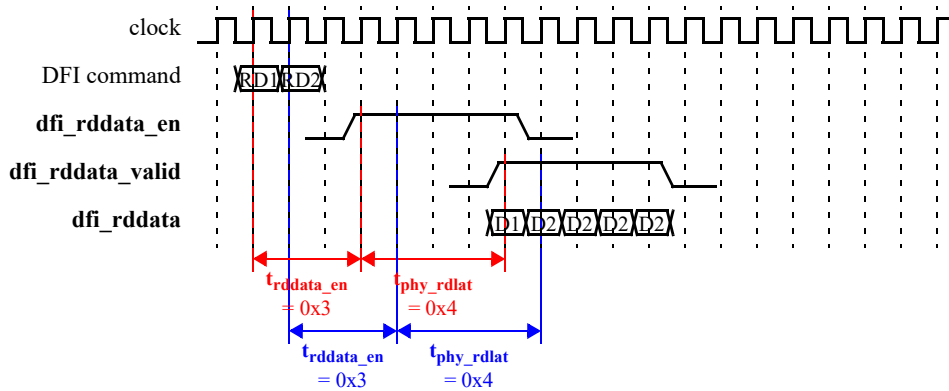 clock
DFI command RD1 RD2
dfi_rddata_en
dfi_rddata_valid
dfi_rddata D1 D2 D2 D2 D2
trddata_en tphy_rdlat
= 0x3 = 0x4
trddata_en tphy_rdlat
= 0x3 = 0x4